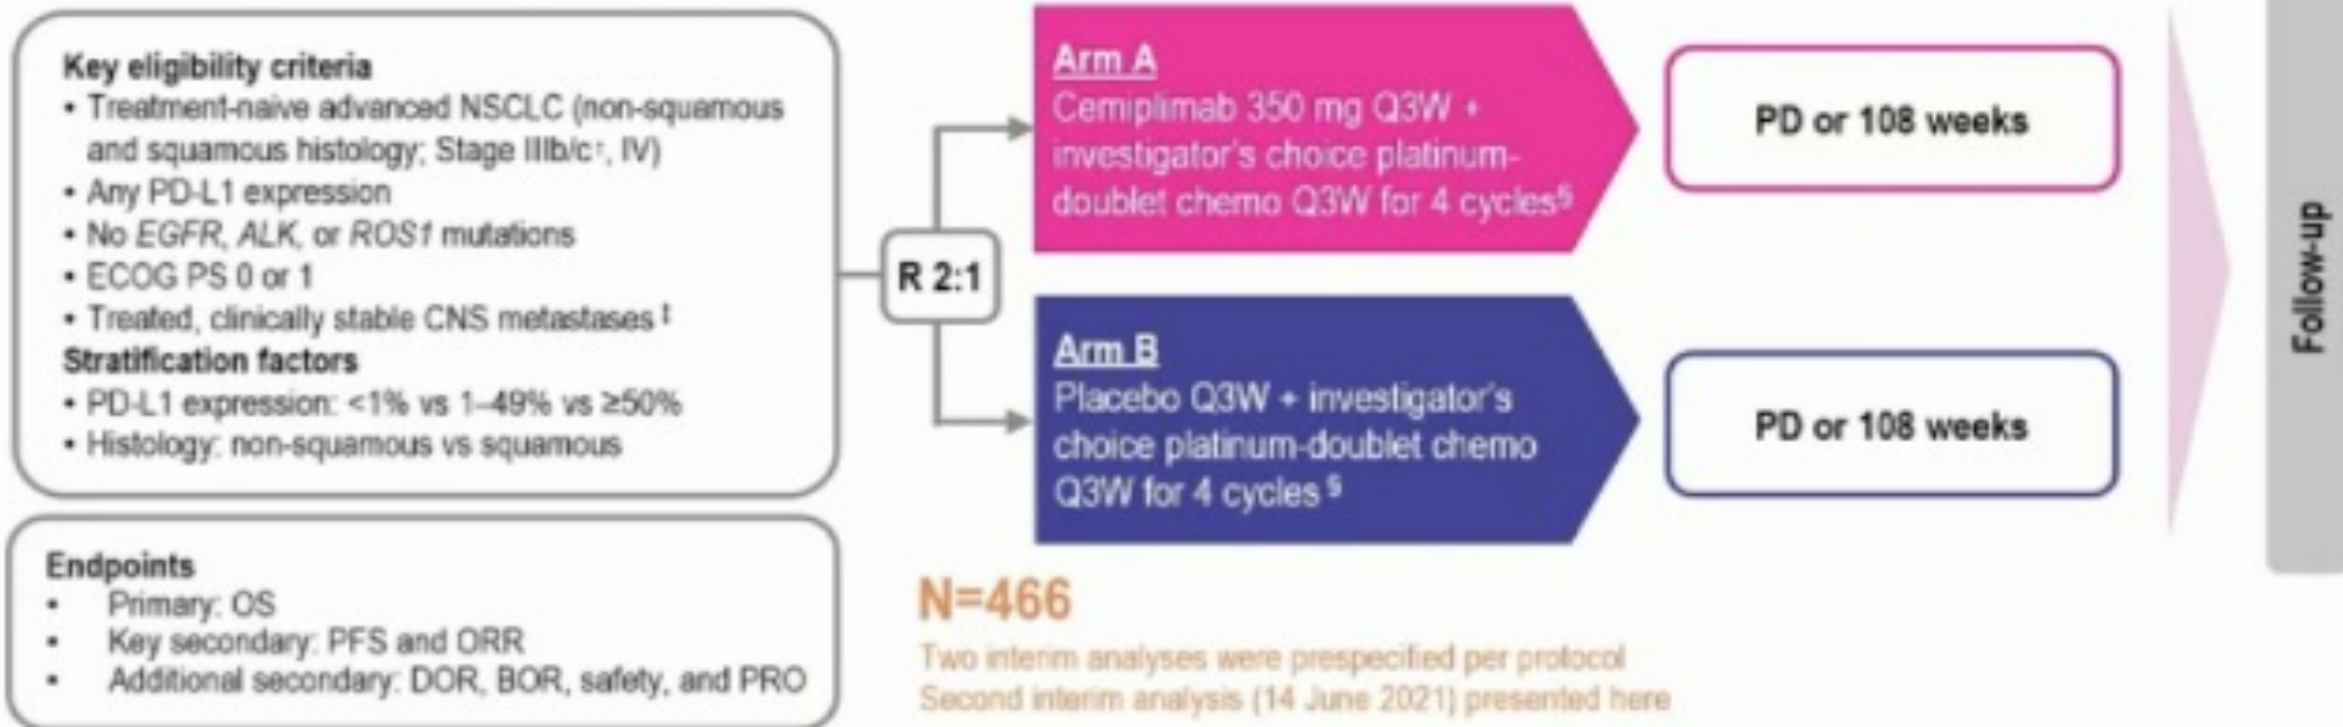 Key eligibility criteria
• Treatment-naive advanced NSCLC (non-squamous
and squamous histology; Stage IIIb/c†, IV)
• Any PD-L1 expression
• No EGFR, ALK, or ROS1 mutations
• ECOG PS 0 or 1
• Treated, clinically stable CNS metastases ‡
Stratification factors
• PD-L1 expression: <1% vs 1–49% vs ≥50%
• Histology: non-squamous vs squamous
Endpoints
• Primary: OS
• Key secondary: PFS and ORR
• Additional secondary: DOR, BOR, safety, and PRO
R 2:1
Arm A
Cemiplimab 350 mg Q3W +
investigator's choice platinum-
doublet chemo Q3W for 4 cycles§
PD or 108 weeks
Arm B
Placebo Q3W + investigator's
choice platinum-doublet chemo
Q3W for 4 cycles §
PD or 108 weeks
N=466
Two interim analyses were prespecified per protocol
Second interim analysis (14 June 2021) presented here
Follow-up